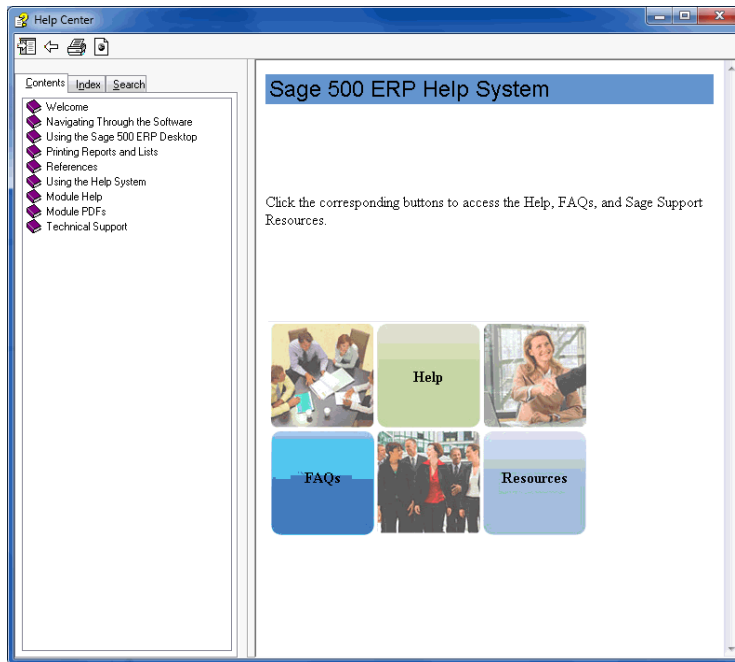 Help Center
Contents
Index
Search
Welcome
Navigating Through the Software
Using the Sage 500 ERP Desktop
Printing Reports and Lists
References
Using the Help System
Module Help
Module PDFs
Technical Support
Sage 500 ERP Help System
Click the corresponding buttons to access the Help, FAQs, and Sage Support
Resources.
Help
FAQs
Resources